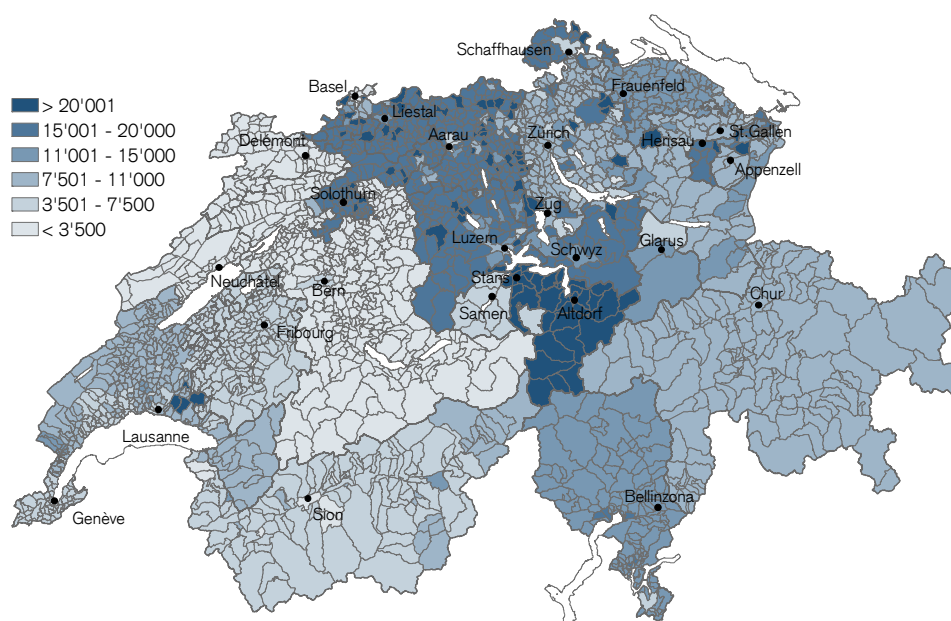 > 20'001
15'001 - 20'000
11'001 - 15'000
7'501 - 11'000
3'501 - 7'500
< 3'500
Schaffhausen
Basel
Frauenfeld
Liestal
Delémont
Aarau
Zürich
Herisau
St.Gallen
Appenzell
Solothurn
Zug
Luzern
Schwyz
Glarus
Neuchâtel
Bern
Stans
Sarnen
Altdorf
Chur
Fribourg
Lausanne
Bellinzona
Genève
Sion